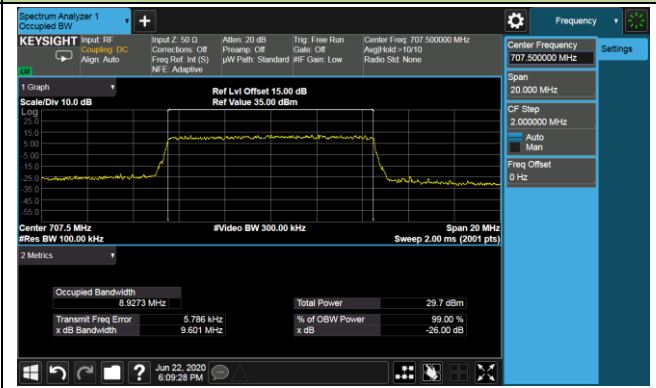 Spectrum Analyzer 1
Occupied BW
Frequency
KEYSIGHT
Input: RF
Coupling: DC
Align: Auto
Input Z: 50 Ω
Corrections: Off
Freq Ref: Int (S)
NFE: Adaptive
Atten: 20 dB
Preamp: Off
µW Path: Standard
Trig: Free Run
Gate: Off
#IF Gain: Low
Center Freq: 707.500000 MHz
Avg|Hold:>10/10
Radio Std: None
LW
Center Frequency
707.500000 MHz
Settings
Span
20.000 MHz
CF Step
2.000000 MHz
Auto
Man
Freq Offset
0 Hz
1 Graph
Scale/Div 10.0 dB
Ref Lvl Offset 15.00 dB
Ref Value 35.00 dBm
Log
25.0
15.0
5.00
-5.00
-15.0
-25.0
-35.0
-45.0
-55.0
Center 707.5 MHz
#Video BW 300.00 kHz
Span 20 MHz
#Res BW 100.00 kHz
Sweep 2.00 ms (2001 pts)
2 Metrics
Occupied Bandwidth
8.9273 MHz
Total Power 29.7 dBm
Transmit Freq Error 5.786 kHz
% of OBW Power 99.00 %
x dB Bandwidth 9.601 MHz
x dB -26.00 dB
?
Jun 22, 2020
6:09:28 PM